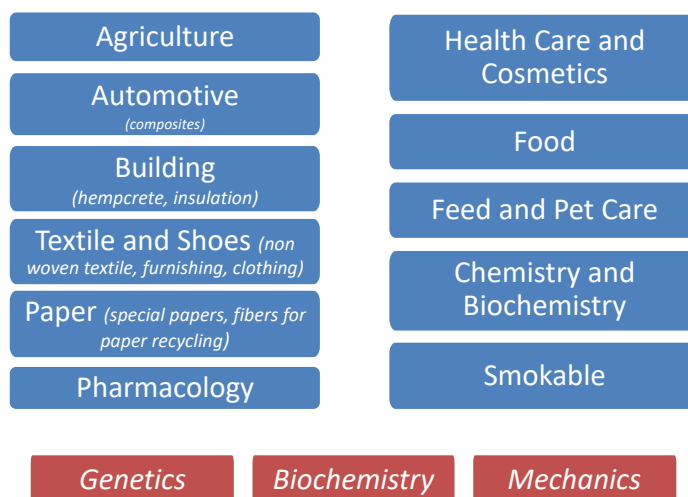 Agriculture
Automotive
(composites)
Building
(hempcrete, insulation)
Textile and Shoes (non
woven textile, furnishing, clothing)
Paper (special papers, fibers for
paper recycling)
Pharmacology
Health Care and
Cosmetics
Food
Feed and Pet Care
Chemistry and
Biochemistry
Smokable
Genetics
Biochemistry
Mechanics